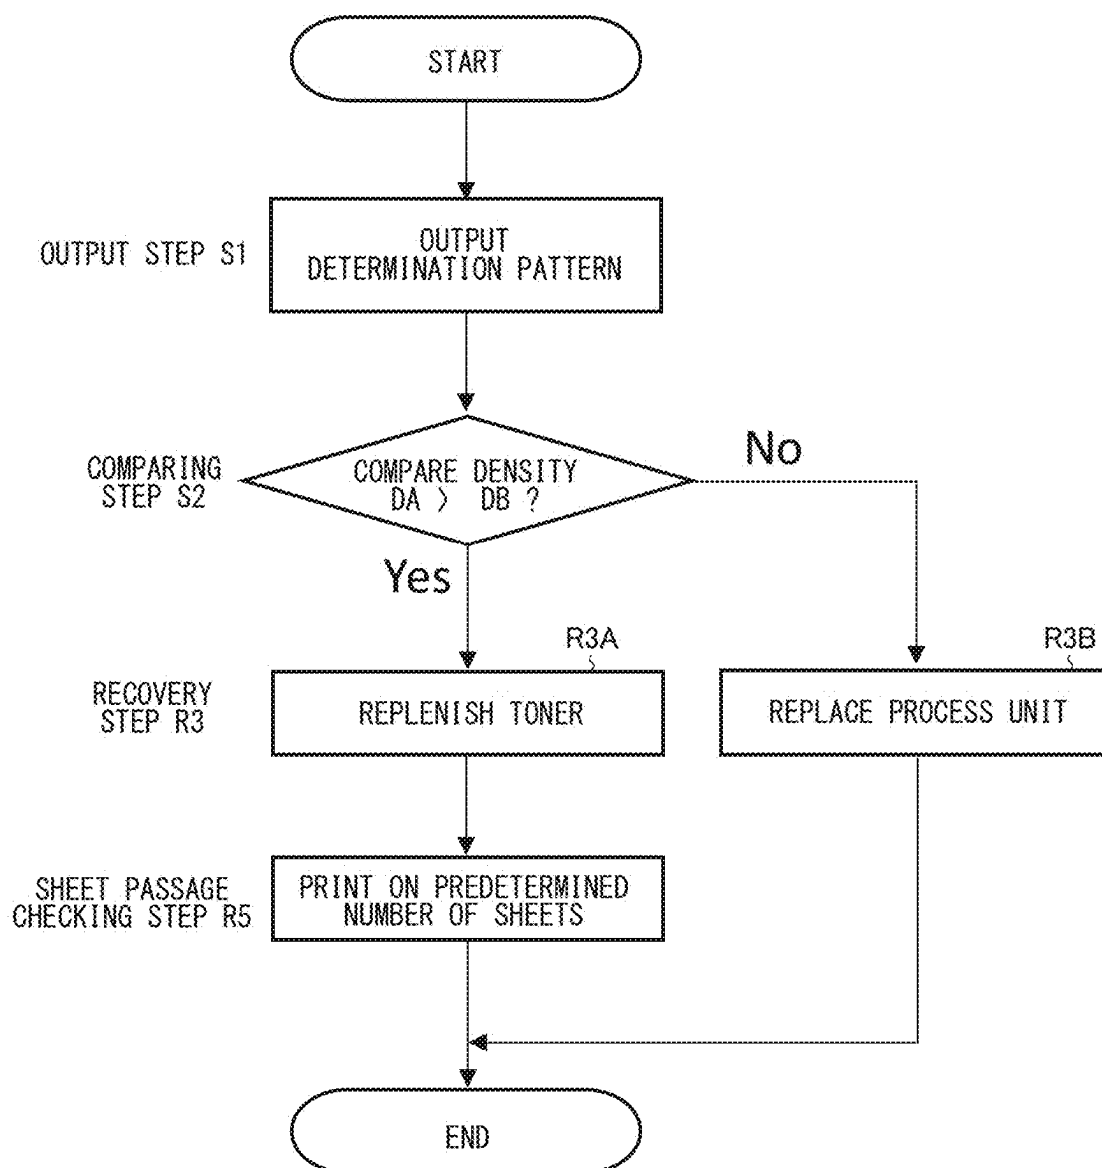 START
OUTPUT STEP S1
OUTPUT
DETERMINATION PATTERN
COMPARING
STEP S2
COMPARE DENSITY
DA > DB ?
No
Yes
R3A
R3B
RECOVERY
STEP R3
REPLENISH TONER
REPLACE PROCESS UNIT
SHEET PASSAGE
CHECKING STEP R5
PRINT ON PREDETERMINED
NUMBER OF SHEETS
END